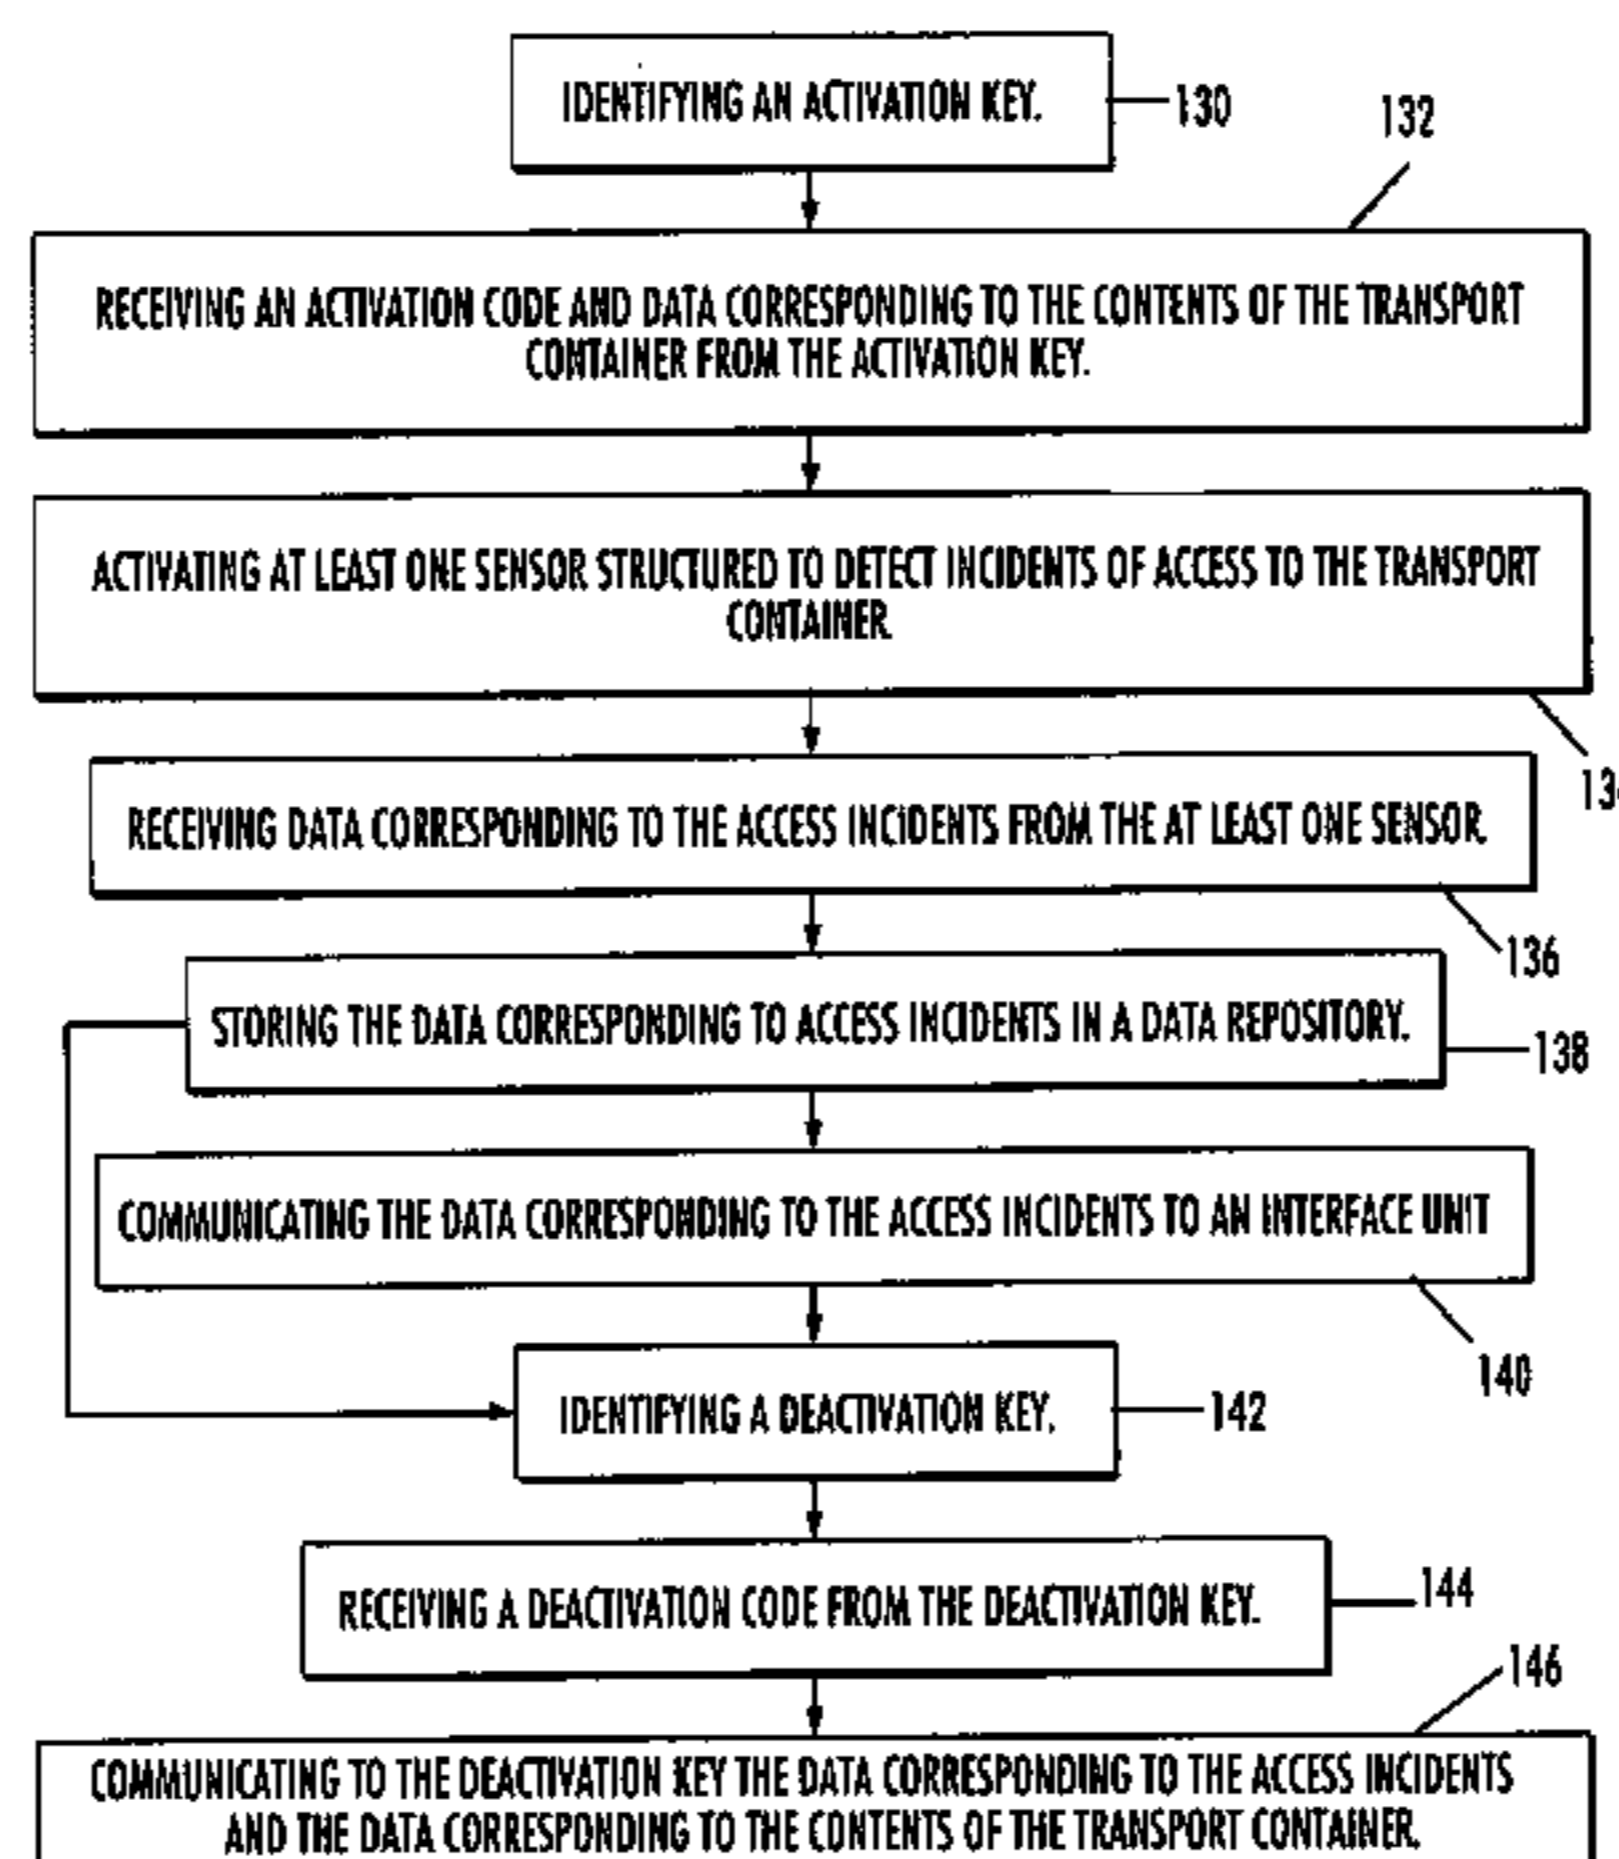 IDENTIFYING AN ACTIVATION KEY.
130
132
RECEIVING AN ACTIVATION CODE AND DATA CORRESPONDING TO THE CONTENTS OF THE TRANSPORT
CONTAINER FROM THE ACTIVATION KEY.
ACTIVATING AT LEAST ONE SENSOR STRUCTURED TO DETECT INCIDENTS OF ACCESS TO THE TRANSPORT
CONTAINER.
RECEIVING DATA CORRESPONDING TO THE ACCESS INCIDENTS FROM THE AT LEAST ONE SENSOR.
136
STORING THE DATA CORRESPONDING TO ACCESS INCIDENTS IN A DATA REPOSITORY.
138
COMMUNICATING THE DATA CORRESPONDING TO THE ACCESS INCIDENTS TO AN INTERFACE UNIT
140
IDENTIFYING A DEACTIVATION KEY.
142
RECEIVING A DEACTIVATION CODE FROM THE DEACTIVATION KEY.
144
146
COMMUNICATING TO THE DEACTIVATION KEY THE DATA CORRESPONDING TO THE ACCESS INCIDENTS
AND THE DATA CORRESPONDING TO THE CONTENTS OF THE TRANSPORT CONTAINER.